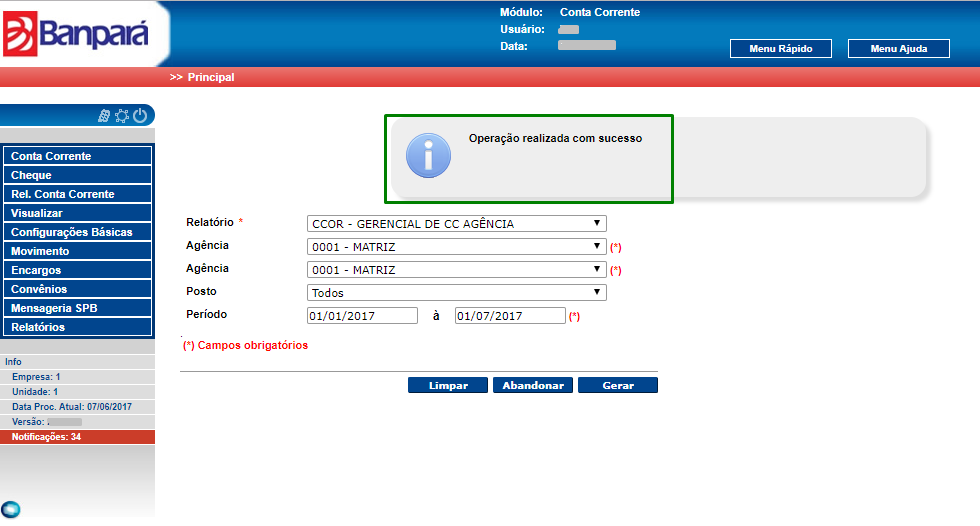 Banpará
Módulo: Conta Corrente
Usuário:
Data:
Menu Rápido
Menu Ajuda
>> Principal
Conta Corrente
Cheque
Rel. Conta Corrente
Visualizar
Configurações Básicas
Movimento
Encargos
Convênios
Mensageria SPB
Relatórios
Info
Empresa: 1
Unidade: 1
Data Proc. Atual: 07/06/2017
Versão: .
Notificações: 34
Operação realizada com sucesso
Relatório * CCOR - GERENCIAL DE CC AGÊNCIA
Agência 0001 - MATRIZ (*)
Agência 0001 - MATRIZ (*)
Posto Todos
Período 01/01/2017 à 01/07/2017 (*)
(*) Campos obrigatórios
Limpar Abandonar Gerar